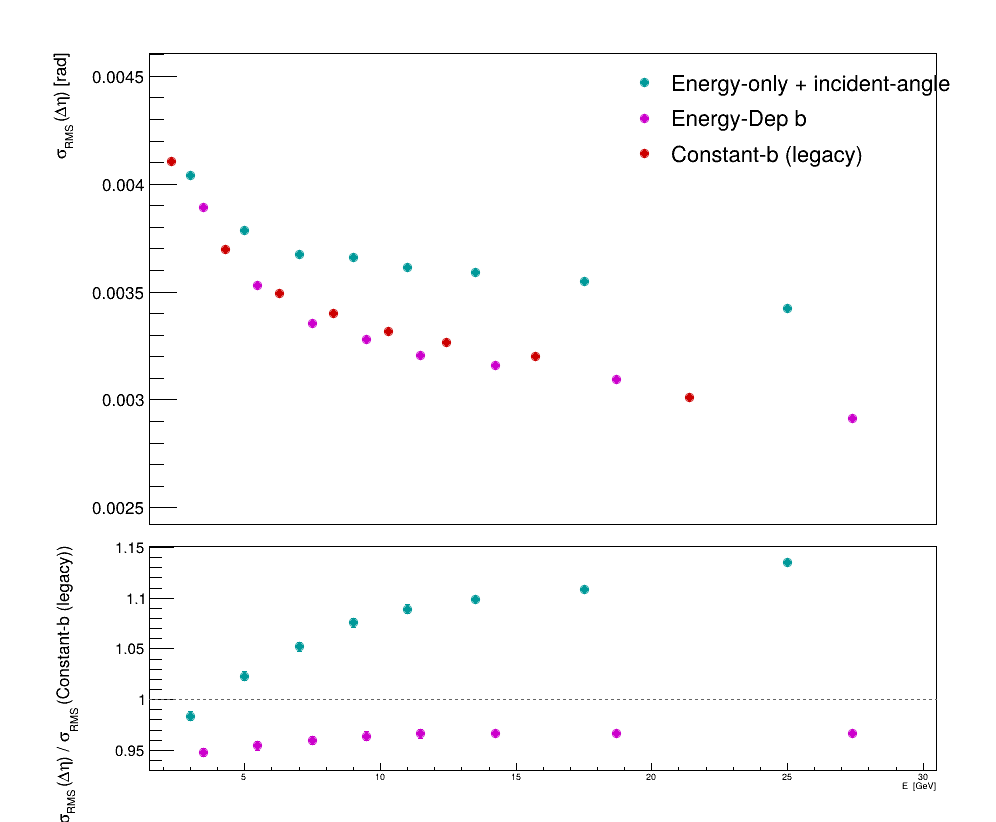 σRMS (Δη) [rad]
0.0045
0.004
0.0035
0.003
0.0025
Energy-only + incident-angle
Energy-Dep b
Constant-b (legacy)
σRMS (Δη) / σRMS (Constant-b (legacy))
1.15
1.1
1.05
1
0.95
5 10 15 20 25 30
E [GeV]